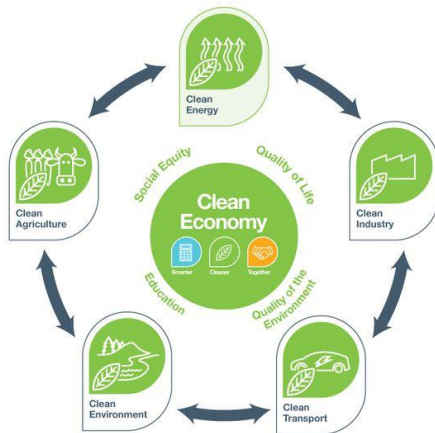 Clean
Energy
Clean
Agriculture
Social Equity
Quality of Life
Clean
Industry
Clean
Economy
Smarter
Cleaner
Together
Education
Quality of the
Environment
Clean
Environment
Clean
Transport